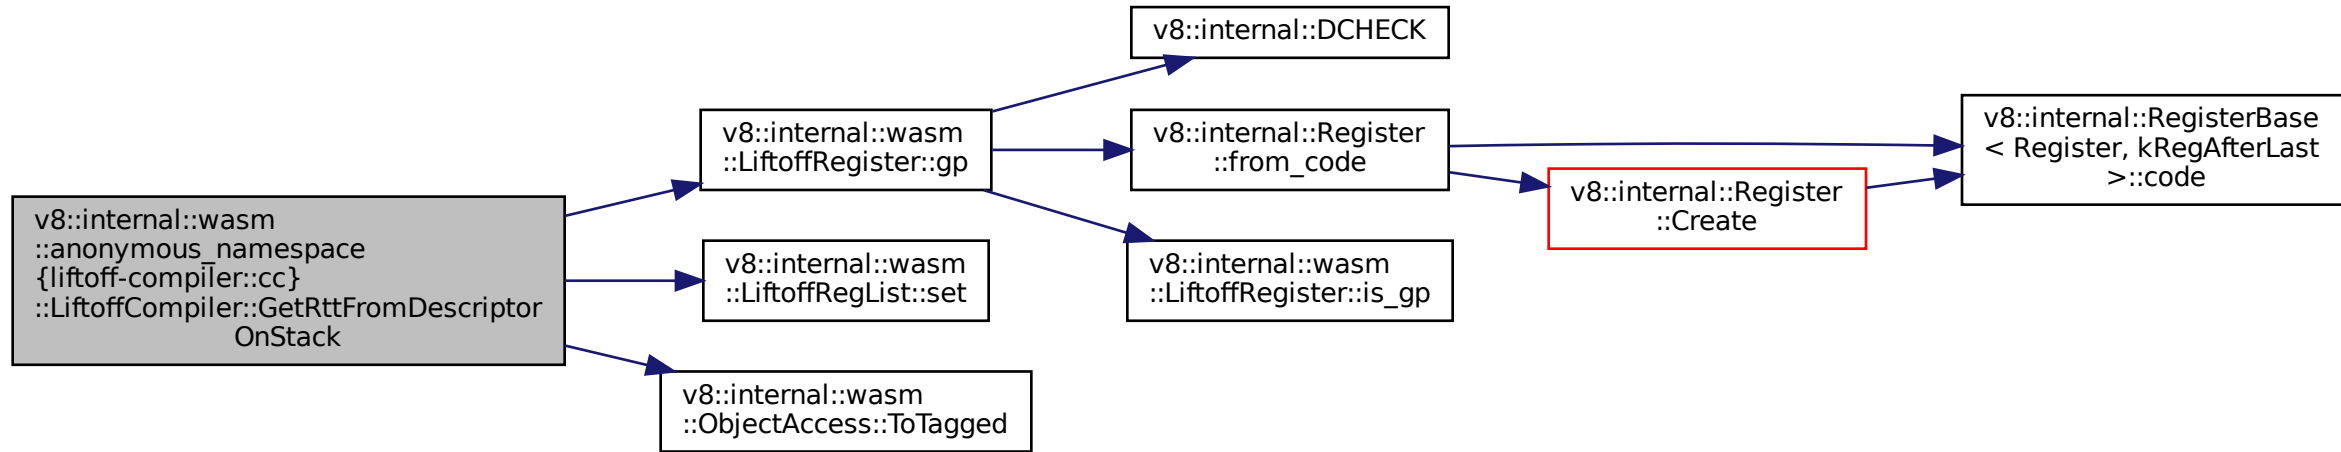 v8::internal::wasm
::anonymous_namespace
{liftoff-compiler::cc}
::LiftoffCompiler::GetRttFromDescriptor
OnStack
v8::internal::wasm
::LiftoffRegister::gp
v8::internal::wasm
::LiftoffRegList::set
v8::internal::wasm
::ObjectAccess::ToTagged
v8::internal::DCHECK
v8::internal::Register
::from_code
v8::internal::wasm
::LiftoffRegister::is_gp
v8::internal::Register
::Create
v8::internal::RegisterBase
< Register, kRegAfterLast
>::code